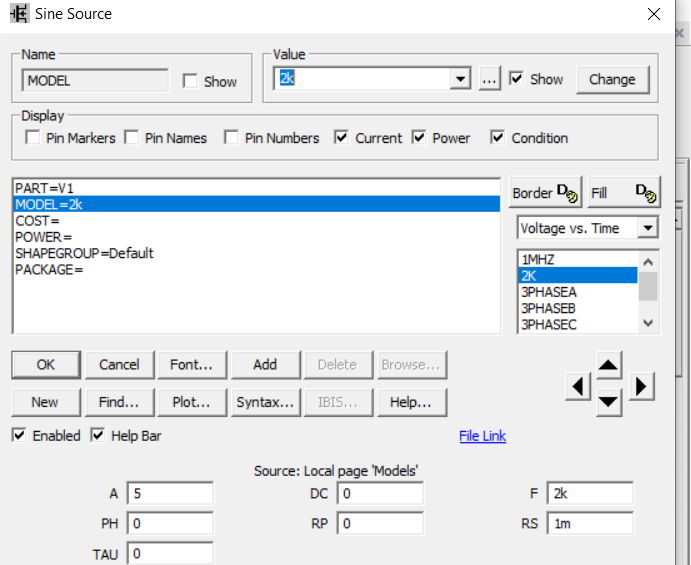 Sine Source
Name
Value
MODEL
Show
2k
...
Show
Change
Display
Pin Markers
Pin Names
Pin Numbers
Current
Power
Condition
PART=V1
MODEL=2k
COST=
POWER=
SHAPEGROUP=Default
PACKAGE=
Border D
Fill D
Voltage vs. Time
1MHZ
2K
3PHASEA
3PHASEB
3PHASEC
OK
Cancel
Font...
Add
Delete
Browse...
New
Find...
Plot...
Syntax...
IBIS...
Help...
Enabled
Help Bar
File Link
Source: Local page 'Models'
A 5
DC 0
F 2k
PH 0
RP 0
RS 1m
TAU 0